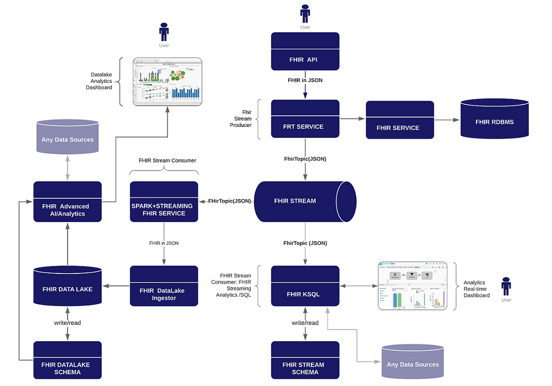 User
User
FHIR API
FHIR in JSON
Datalake
Analytics
Dashboard
Fhir
Stream
Producer
FRT SERVICE
FHIR SERVICE
FHIR RDBMS
Any Data Sources
FHIR Stream Consumer
FhirTopic(JSON)
FHIR Advanced
AI/Analytics
SPARK+STREAMING
FHIR SERVICE
FhirTopic(JSON)
FHIR STREAM
FHIR in JSON
FhirTopic (JSON)
FHIR DATA LAKE
FHIR DataLake
Ingestor
FHIR Stream
Consumer: FHIR
Streaming
Analytics /SQL
FHIR KSQL
Analytics
Real-time
Dashboard
User
write/read
write/read
FHIR DATALAKE
SCHEMA
FHIR STREAM
SCHEMA
Any Data Sources